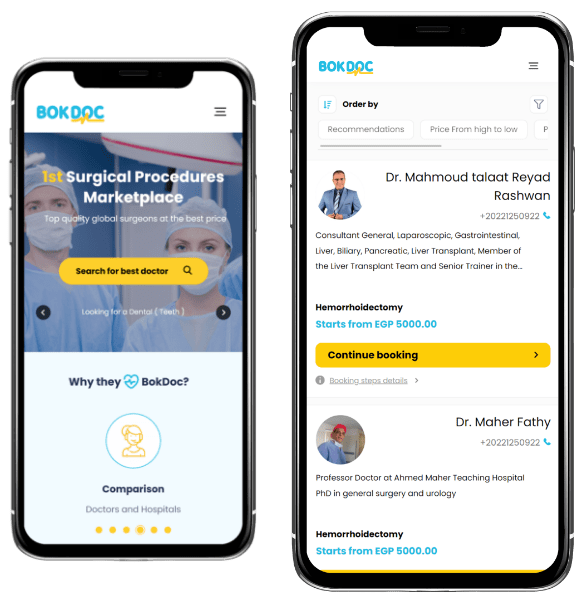 BOKDOC
1st Surgical Procedures
Marketplace
Top quality global surgeons at the best price
Search for best doctor
Looking for a Dental ( Teeth )
Why they BokDoc?
Comparison
Doctors and Hospitals
BOKDOC
Order by
Recommendations
Price From high to low
P
Dr. Mahmoud talaat Reyad
Rashwan
+20221250922
Consultant General, Laparoscopic, Gastrointestinal,
Liver, Biliary, Pancreatic, Liver Transplant, Member of
the Liver Transplant Team and Senior Trainer in the...
Hemorrhoidectomy
Starts from EGP 5000.00
Continue booking
Booking steps details
Dr. Maher Fathy
+20221250922
Professor Doctor at Ahmed Maher Teaching Hospital
PhD in general surgery and urology
Hemorrhoidectomy
Starts from EGP 5000.00